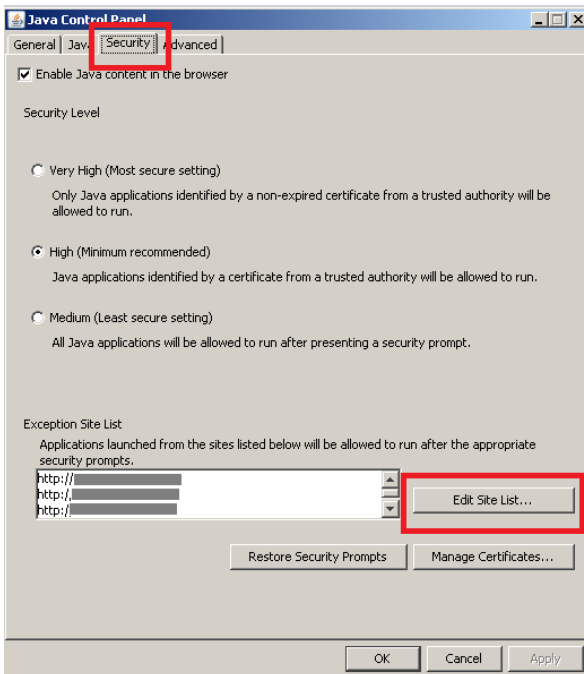 Java Control Panel
General Java Security Advanced
Enable Java content in the browser
Security Level
Very High (Most secure setting)
Only Java applications identified by a non-expired certificate from a trusted authority will be
allowed to run.
High (Minimum recommended)
Java applications identified by a certificate from a trusted authority will be allowed to run.
Medium (Least secure setting)
All Java applications will be allowed to run after presenting a security prompt.
Exception Site List
Applications launched from the sites listed below will be allowed to run after the appropriate
security prompts.
http://
http:/
http:/
Edit Site List...
Restore Security Prompts Manage Certificates...
OK Cancel Apply